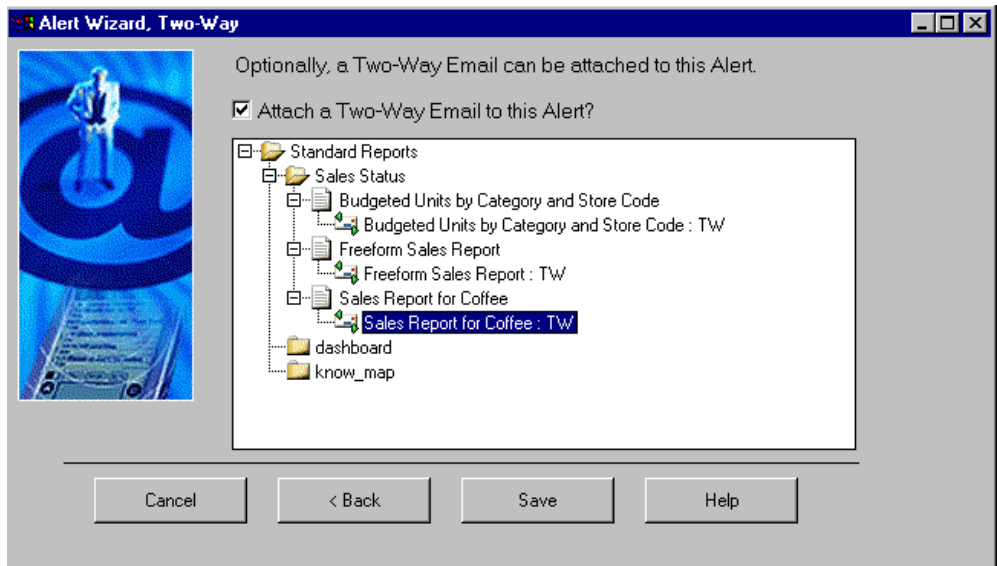 Alert Wizard, Two-Way
Optionally, a Two-Way Email can be attached to this Alert.
Attach a Two-Way Email to this Alert?
Standard Reports
Sales Status
Budgeted Units by Category and Store Code
Budgeted Units by Category and Store Code : TW
Freeform Sales Report
Freeform Sales Report : TW
Sales Report for Coffee
Sales Report for Coffee : TW
dashboard
know_map
Cancel
< Back
Save
Help